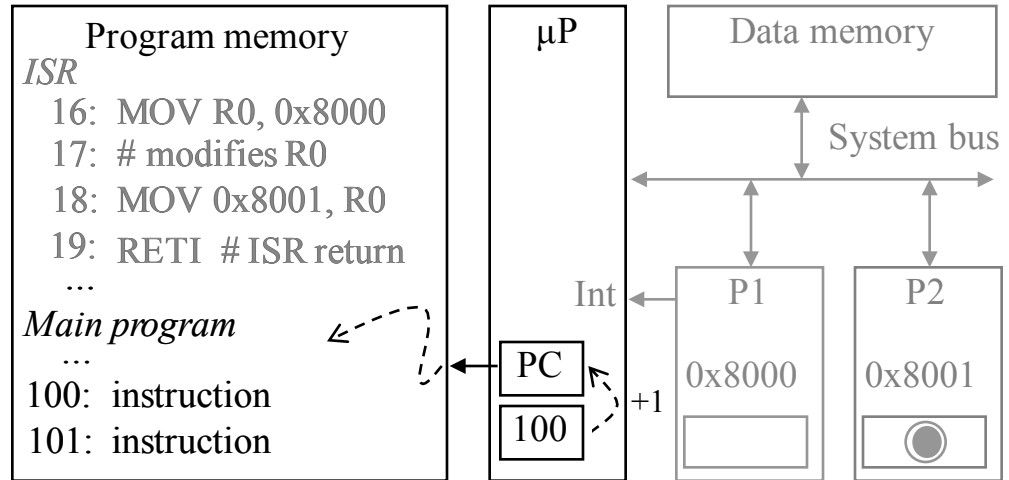 Program memory
ISR
16: MOV R0, 0x8000
17: # modifies R0
18: MOV 0x8001, R0
19: RETI # ISR return
...
Main program
...
100: instruction
101: instruction
µP
Int
PC
100
+1
Data memory
System bus
P1
0x8000
P2
0x8001